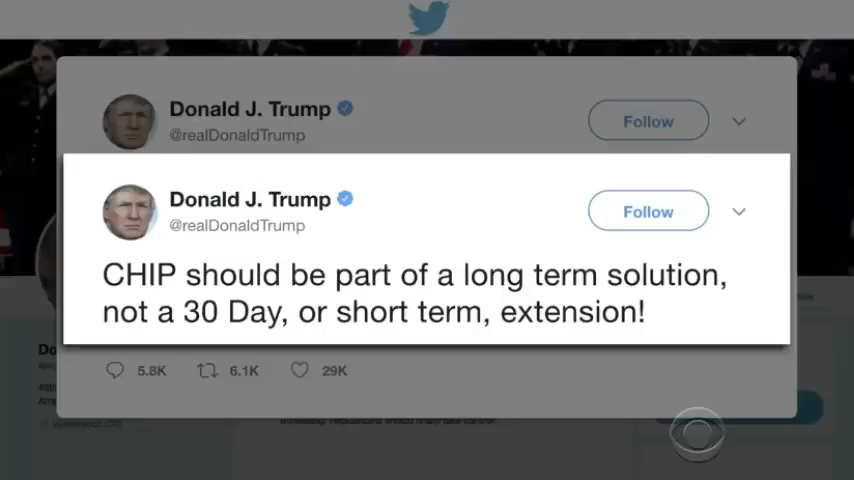 Donald J. Trump
@realDonaldTrump
Follow
Donald J. Trump
@realDonaldTrump
Follow
CHIP should be part of a long term solution,
not a 30 Day, or short term, extension!
5.8K 6.1K 29K